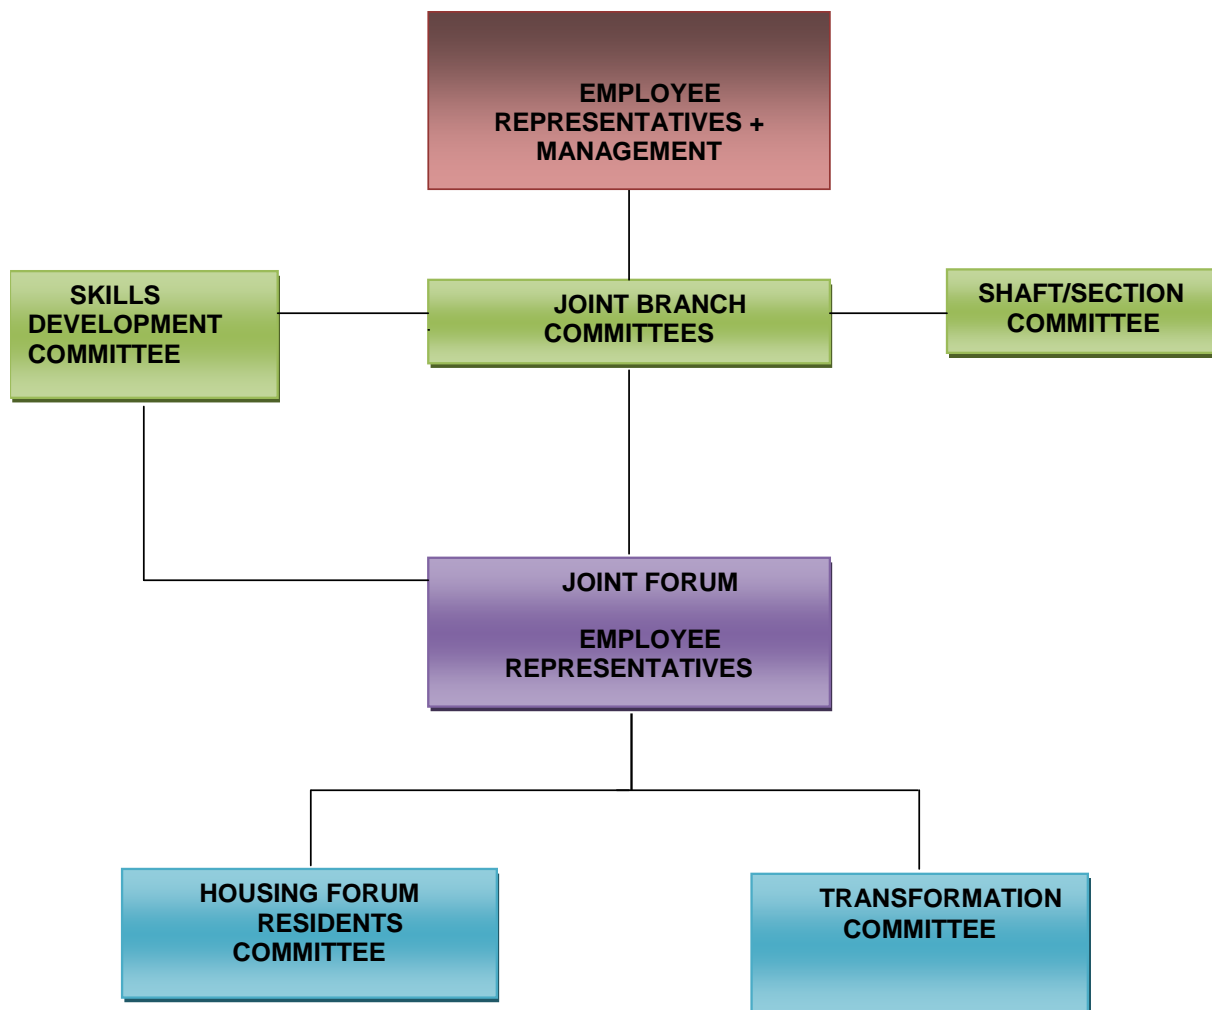 EMPLOYEE
REPRESENTATIVES +
MANAGEMENT
SKILLS
DEVELOPMENT
COMMITTEE
JOINT BRANCH
COMMITTEES
SHAFT/SECTION
COMMITTEE
JOINT FORUM
EMPLOYEE
REPRESENTATIVES
HOUSING FORUM
RESIDENTS
COMMITTEE
TRANSFORMATION
COMMITTEE